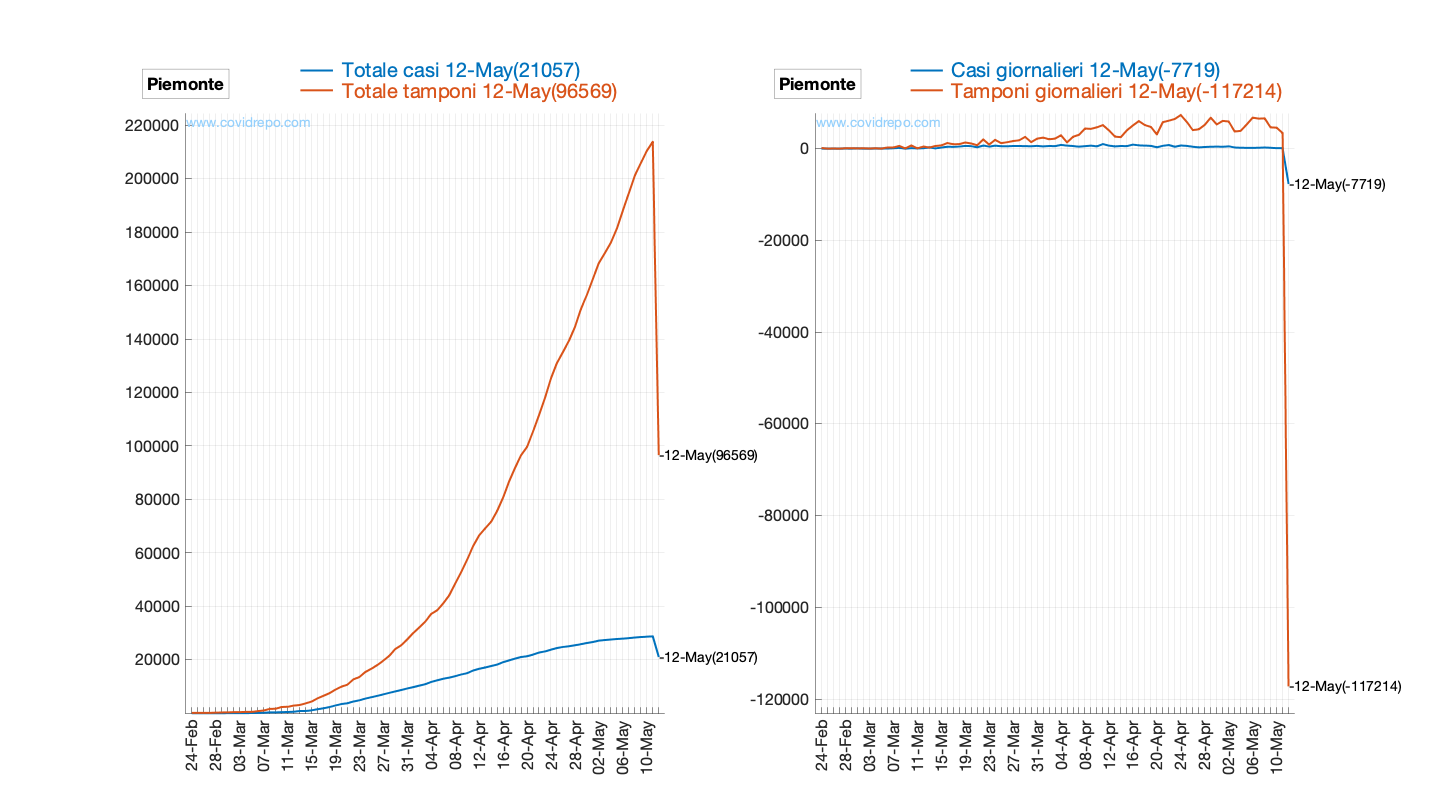 Piemonte
Totale casi 12-May(21057)
Totale tamponi 12-May(96569)
www.covidrepo.com
220000
200000
180000
160000
140000
120000
100000
80000
60000
40000
20000
-12-May(96569)
-12-May(21057)
24-Feb
28-Feb
03-Mar
07-Mar
11-Mar
15-Mar
19-Mar
23-Mar
27-Mar
31-Mar
04-Apr
08-Apr
12-Apr
16-Apr
20-Apr
24-Apr
28-Apr
02-May
06-May
10-May
Piemonte
Casi giornalieri 12-May(-7719)
Tamponi giornalieri 12-May(-117214)
www.covidrepo.com
0
-20000
-40000
-60000
-80000
-100000
-120000
-12-May(-7719)
-12-May(-117214)
24-Feb
28-Feb
03-Mar
07-Mar
11-Mar
15-Mar
19-Mar
23-Mar
27-Mar
31-Mar
04-Apr
08-Apr
12-Apr
16-Apr
20-Apr
24-Apr
28-Apr
02-May
06-May
10-May